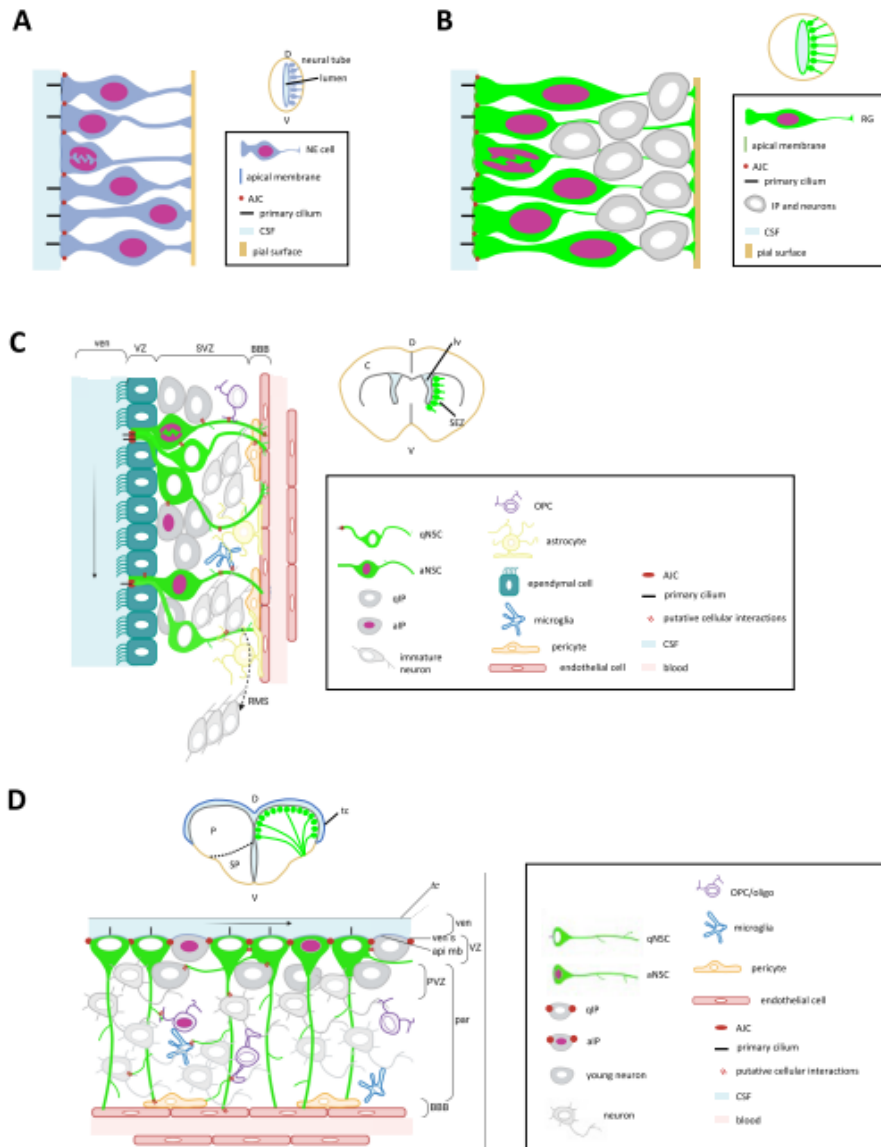 A
D
neural tube
lumen
V
NE cell
apical membrane
AJC
primary cilium
CSF
pial surface
B
RG
apical membrane
AJC
primary cilium
IP and neurons
CSF
pial surface
C
ven
VZ
SVZ
BBB
RMS
D
lv
C
SEZ
V
qNSC
aNSC
qIP
aIP
immature
neuron
OPC
astrocyte
ependymal cell
microglia
pericyte
endothelial cell
AJC
primary cilium
putative cellular interactions
CSF
blood
D
D
tc
P
SP
V
tc
ven
ven s
api mb
VZ
PVZ
par
BBB
qNSC
aNSC
qIP
aIP
young neuron
neuron
OPC/oligo
microglia
pericyte
endothelial cell
AJC
primary cilium
putative cellular interactions
CSF
blood